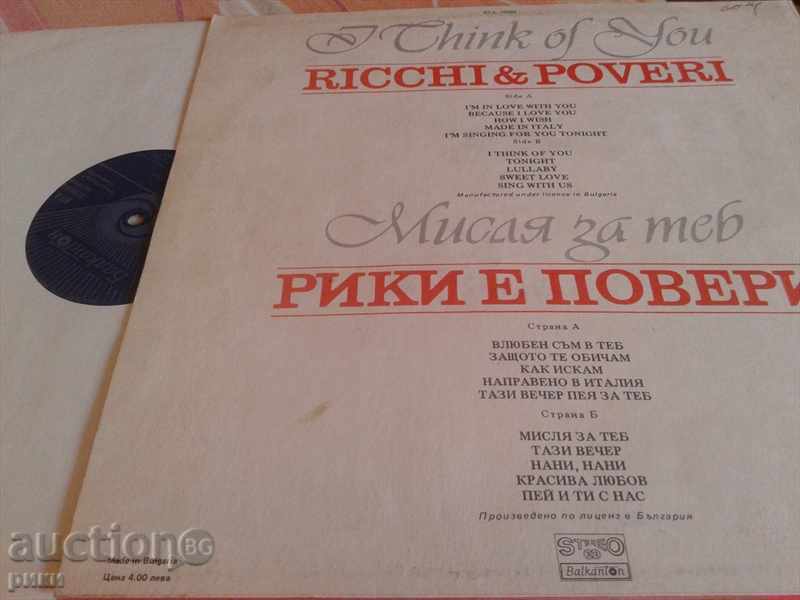 I Think of You
RICCHI & POVERI
Side A
I'M IN LOVE WITH YOU
BECAUSE I LOVE YOU
HOW I WISH
MADE IN ITALY
I'M SINGING FOR YOU TONIGHT
Side B
I THINK OF YOU
TONIGHT
LULLABY
SWEET LOVE
SING WITH US
Manufactured under licence in Bulgaria
Мисля за теб
РИКИ Е ПОВЕРИ
Страна А
ВЛЮБЕН СЪМ В ТЕБ
ЗАЩОТО ТЕ ОБИЧАМ
КАК ИСКАМ
НАПРАВЕНО В ИТАЛИЯ
ТАЗИ ВЕЧЕР ПЕЯ ЗА ТЕБ
Страна Б
МИСЛЯ ЗА ТЕБ
ТАЗИ ВЕЧЕР
НАНИ, НАНИ
КРАСИВА ЛЮБОВ
ПЕЙ И ТИ С НАС
Произведено по лиценз в България
STEREO
33
Balkanton
Made in Bulgaria
Цена 4.00 лева
Balkanton
auction BG
рики